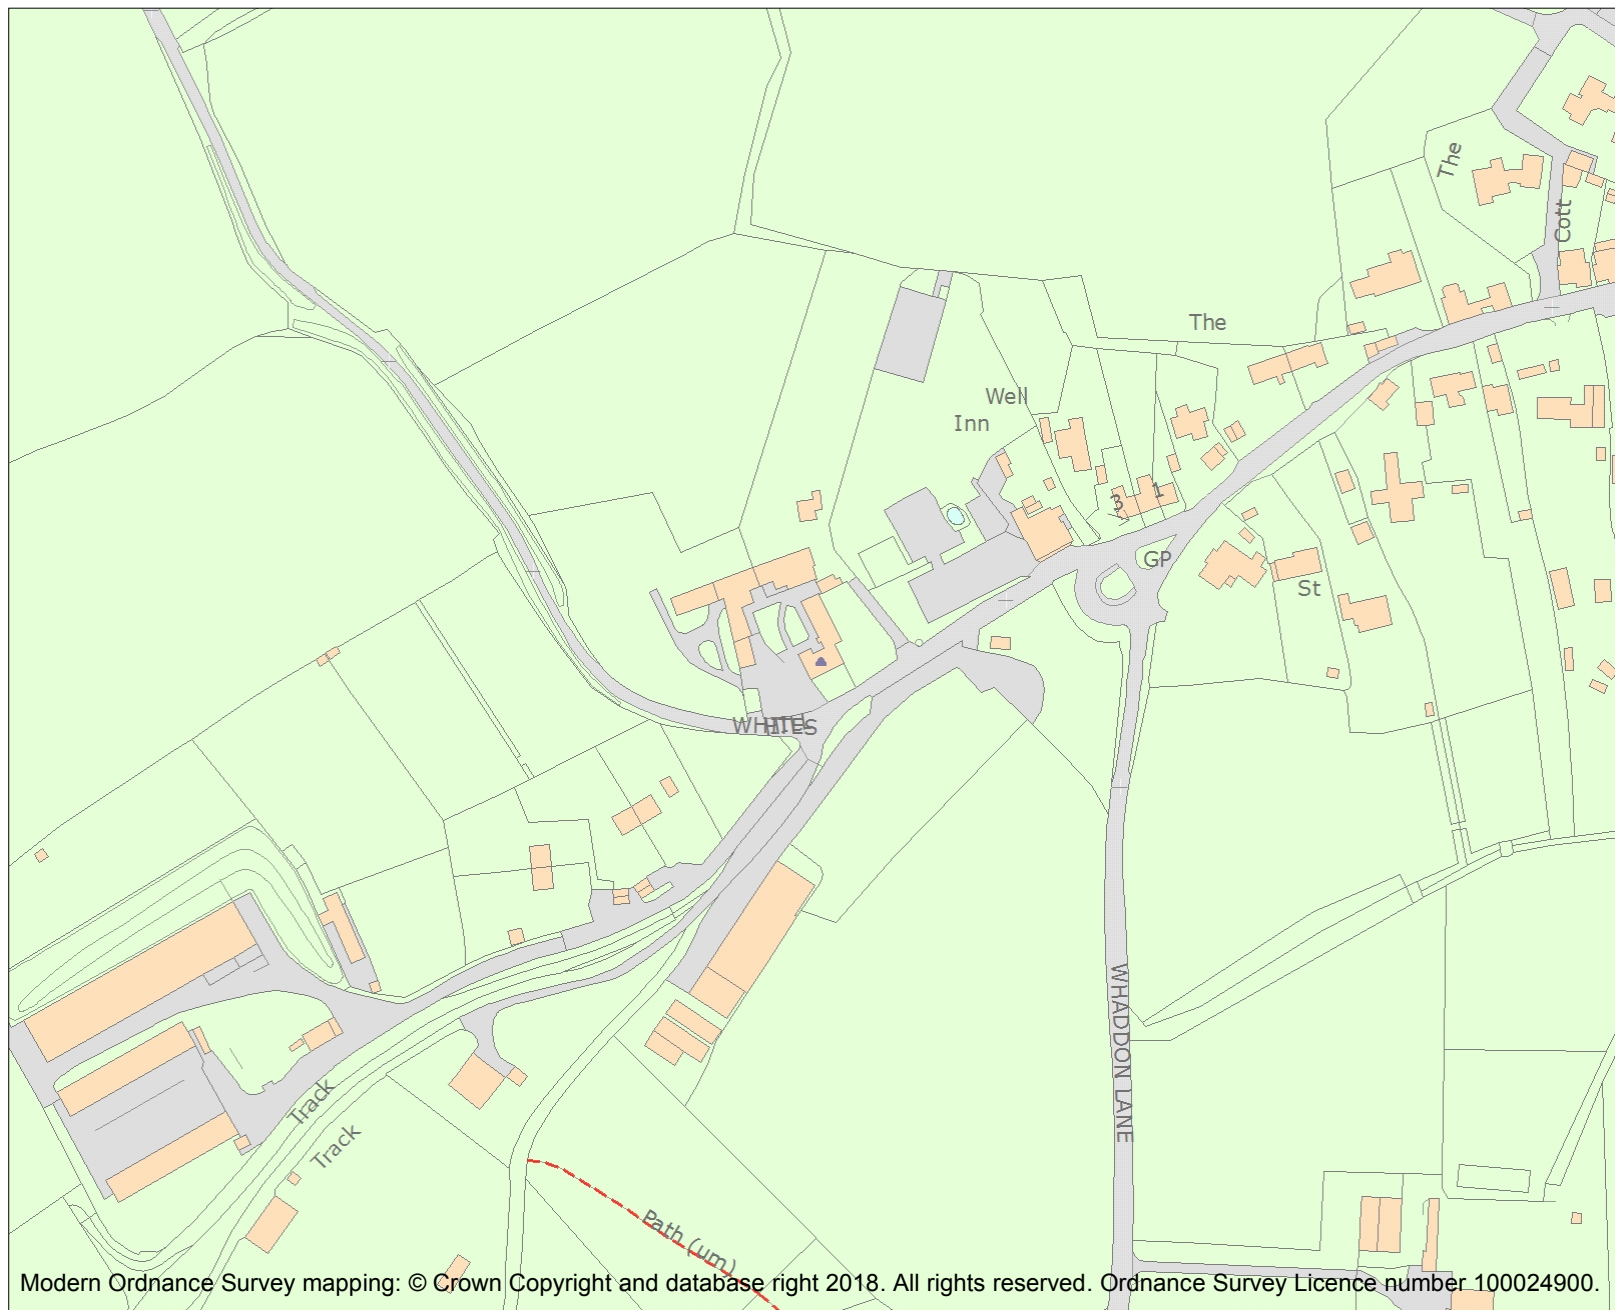 The
Cott
The
Well
Inn
3
1
GP
St
WHADDON LANE
Track
Track
Path (um)
Modern Ordnance Survey mapping: © Crown Copyright and database right 2018. All rights reserved. Ordnance Survey Licence number 100024900.